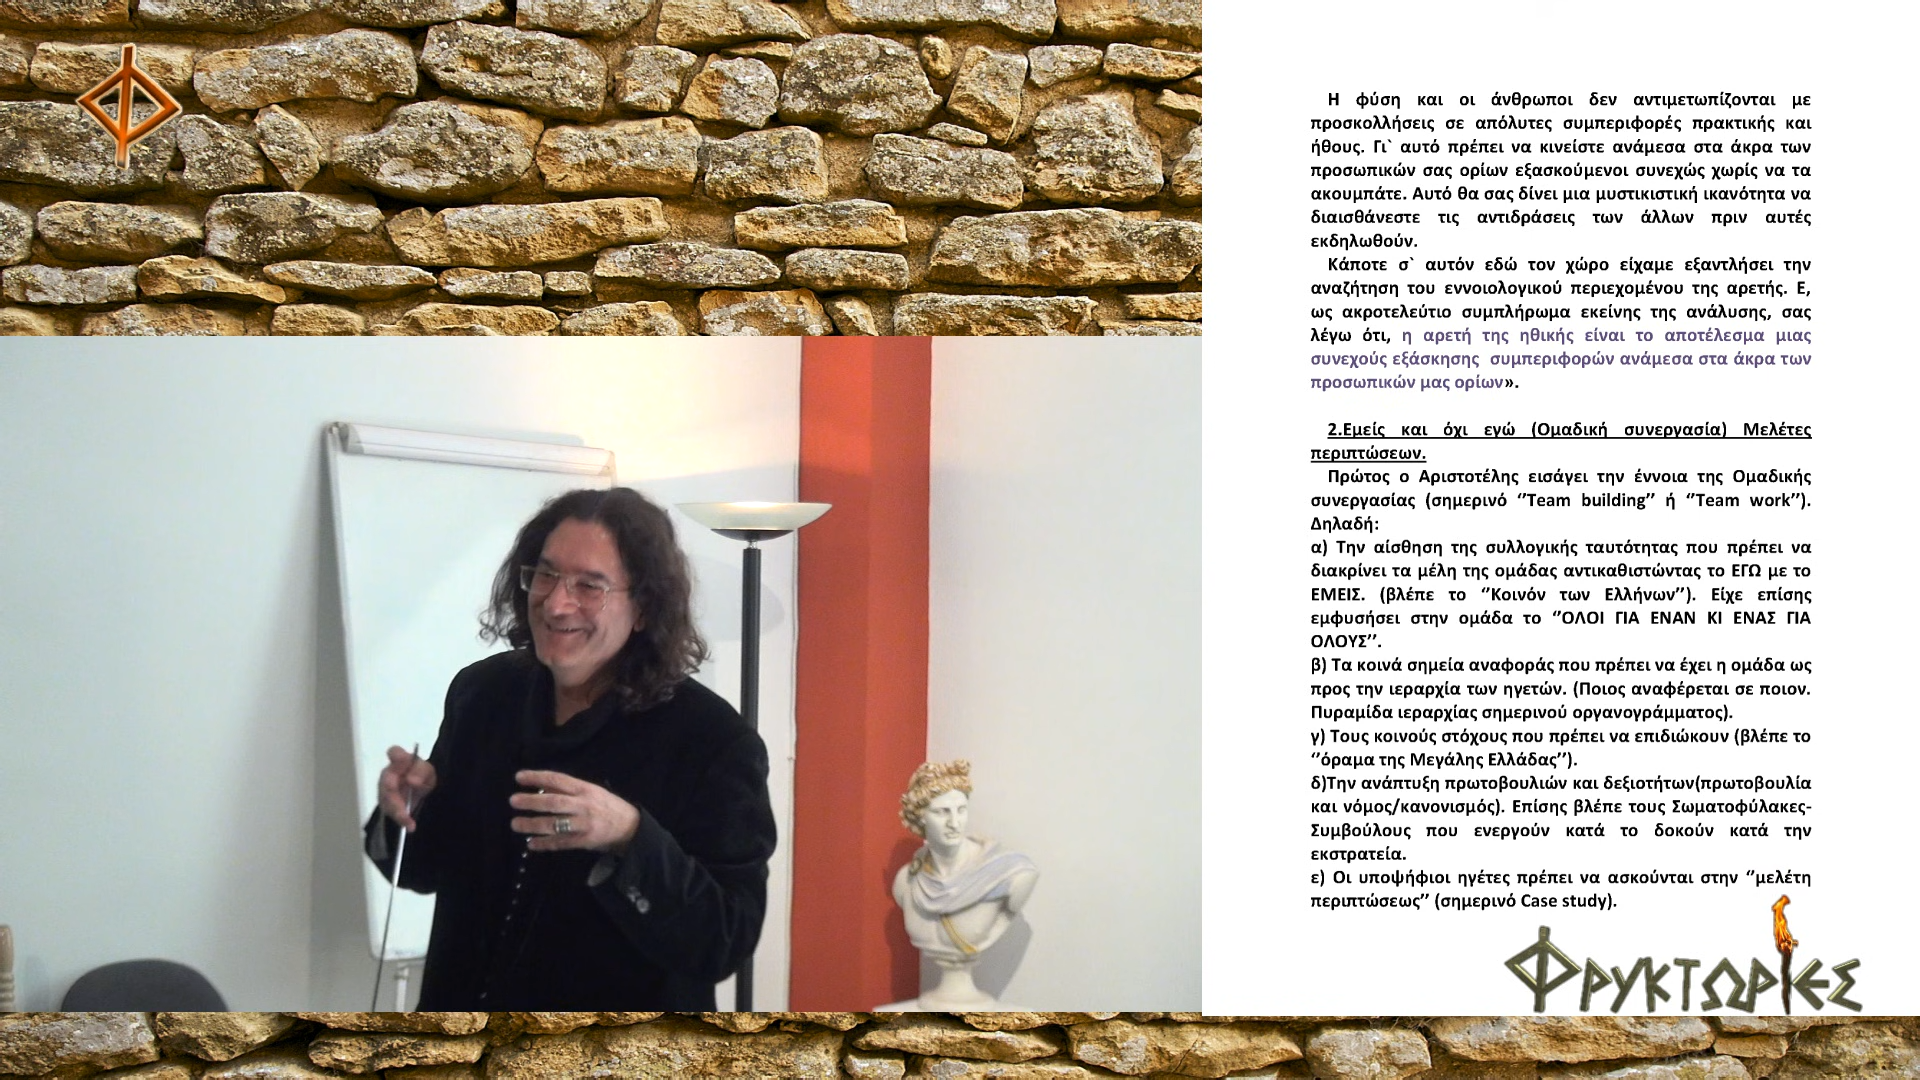 Η φύση και οι άνθρωποι δεν αντιμετωπίζονται με
προσκολλήσεις σε απόλυτες συμπεριφορές πρακτικής και
ήθους. Γι` αυτό πρέπει να κινείστε ανάμεσα στα άκρα των
προσωπικών σας ορίων εξασκούμενοι συνεχώς χωρίς να τα
ακουμπάτε. Αυτό θα σας δίνει μια μυστικιστική ικανότητα να
διαισθάνεστε τις αντιδράσεις των άλλων πριν αυτές
εκδηλωθούν.
Κάποτε σ` αυτόν εδώ τον χώρο είχαμε εξαντλήσει την
αναζήτηση του εννοιολογικού περιεχομένου της αρετής. Ε,
ως ακροτελεύτιο συμπλήρωμα εκείνης της ανάλυσης, σας
λέγω ότι, η αρετή της ηθικής είναι το αποτέλεσμα μιας
συνεχούς εξάσκησης συμπεριφορών ανάμεσα στα άκρα των
προσωπικών μας ορίων».
2.Εμείς και όχι εγώ (Ομαδική συνεργασία) Μελέτες
περιπτώσεων.
Πρώτος ο Αριστοτέλης εισάγει την έννοια της Ομαδικής
συνεργασίας (σημερινό ‘’Team building’’ ή ‘’Team work’’).
Δηλαδή:
α) Την αίσθηση της συλλογικής ταυτότητας που πρέπει να
διακρίνει τα μέλη της ομάδας αντικαθιστώντας το ΕΓΩ με το
ΕΜΕΙΣ. (βλέπε το ‘’Κοινόν των Ελλήνων’’). Είχε επίσης
εμφυσήσει στην ομάδα το ‘’ΟΛΟΙ ΓΙΑ ΕΝΑΝ ΚΙ ΕΝΑΣ ΓΙΑ
ΟΛΟΥΣ’’.
β) Τα κοινά σημεία αναφοράς που πρέπει να έχει η ομάδα ως
προς την ιεραρχία των ηγετών. (Ποιος αναφέρεται σε ποιον.
Πυραμίδα ιεραρχίας σημερινού οργανογράμματος).
γ) Τους κοινούς στόχους που πρέπει να επιδιώκουν (βλέπε το
‘’όραμα της Μεγάλης Ελλάδας’’).
δ)Την ανάπτυξη πρωτοβουλιών και δεξιοτήτων(πρωτοβουλία
και νόμος/κανονισμός). Επίσης βλέπε τους Σωματοφύλακες-
Συμβούλους που ενεργούν κατά το δοκούν κατά την
εκστρατεία.
ε) Οι υποψήφιοι ηγέτες πρέπει να ασκούνται στην ‘’μελέτη
περιπτώσεως’’ (σημερινό Case study).
ΦΡΥΚΤΩΡΙΕΣ